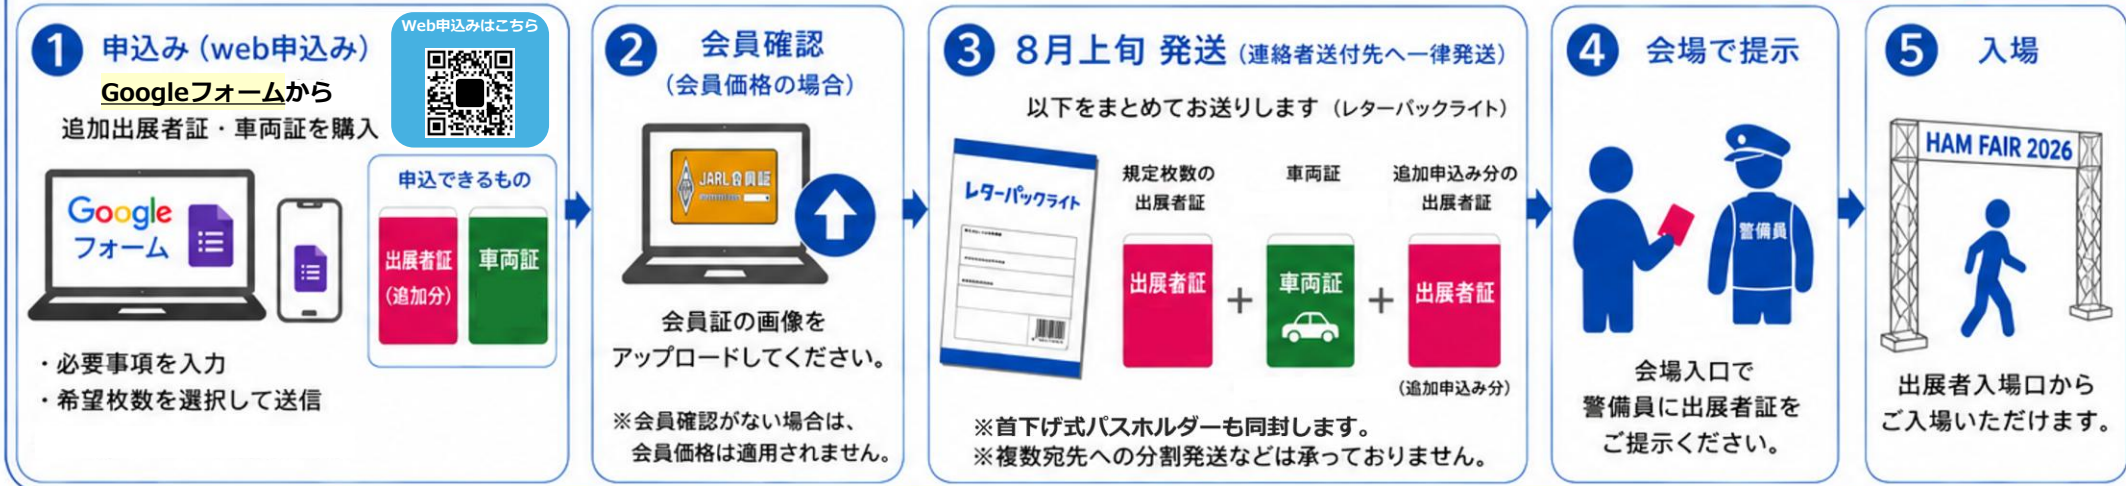 1 申込み（web申込み）
Web申込みはこちら
Googleフォームから
追加出展者証・車両証を購入
Google
フォーム
申込できるもの
出展者証
（追加分）
車両証
・必要事項を入力
・希望枚数を選択して送信
2 会員確認
（会員価格の場合）
JARL会員証
会員証の画像を
アップロードしてください。
※会員確認がない場合は、
会員価格は適用されません。
3 8月上旬 発送（連絡者送付先へ一律発送）
以下をまとめてお送りします（レターパックライト）
レターパックライト
規定枚数の
出展者証
出展者証
+
車両証
車両証
+
追加申込み分の
出展者証
出展者証
（追加申込み分）
※首下げ式パスホルダーも同封します。
※複数宛先への分割発送などは承っておりません。
4 会場で提示
警備員
会場入口で
警備員に出展者証を
ご提示ください。
5 入場
HAM FAIR 2026
出展者入場口から
ご入場いただけます。